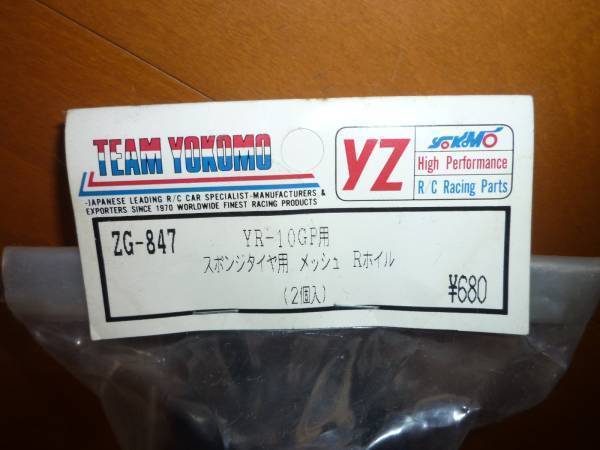 TEAM YOKOMO
-JAPANESE LEADING R/C CAR SPECIALIST-MANUFACTURERS &
EXPORTERS SINCE 1970 WORLDWIDE FINEST RACING PRODUCTS
YZ
YOKOMO
High Performance
R/C Racing Parts
ZG-847
YR-10GP用
スポンジタイヤ用 メッシュ Rホイル
(2個入)
¥680